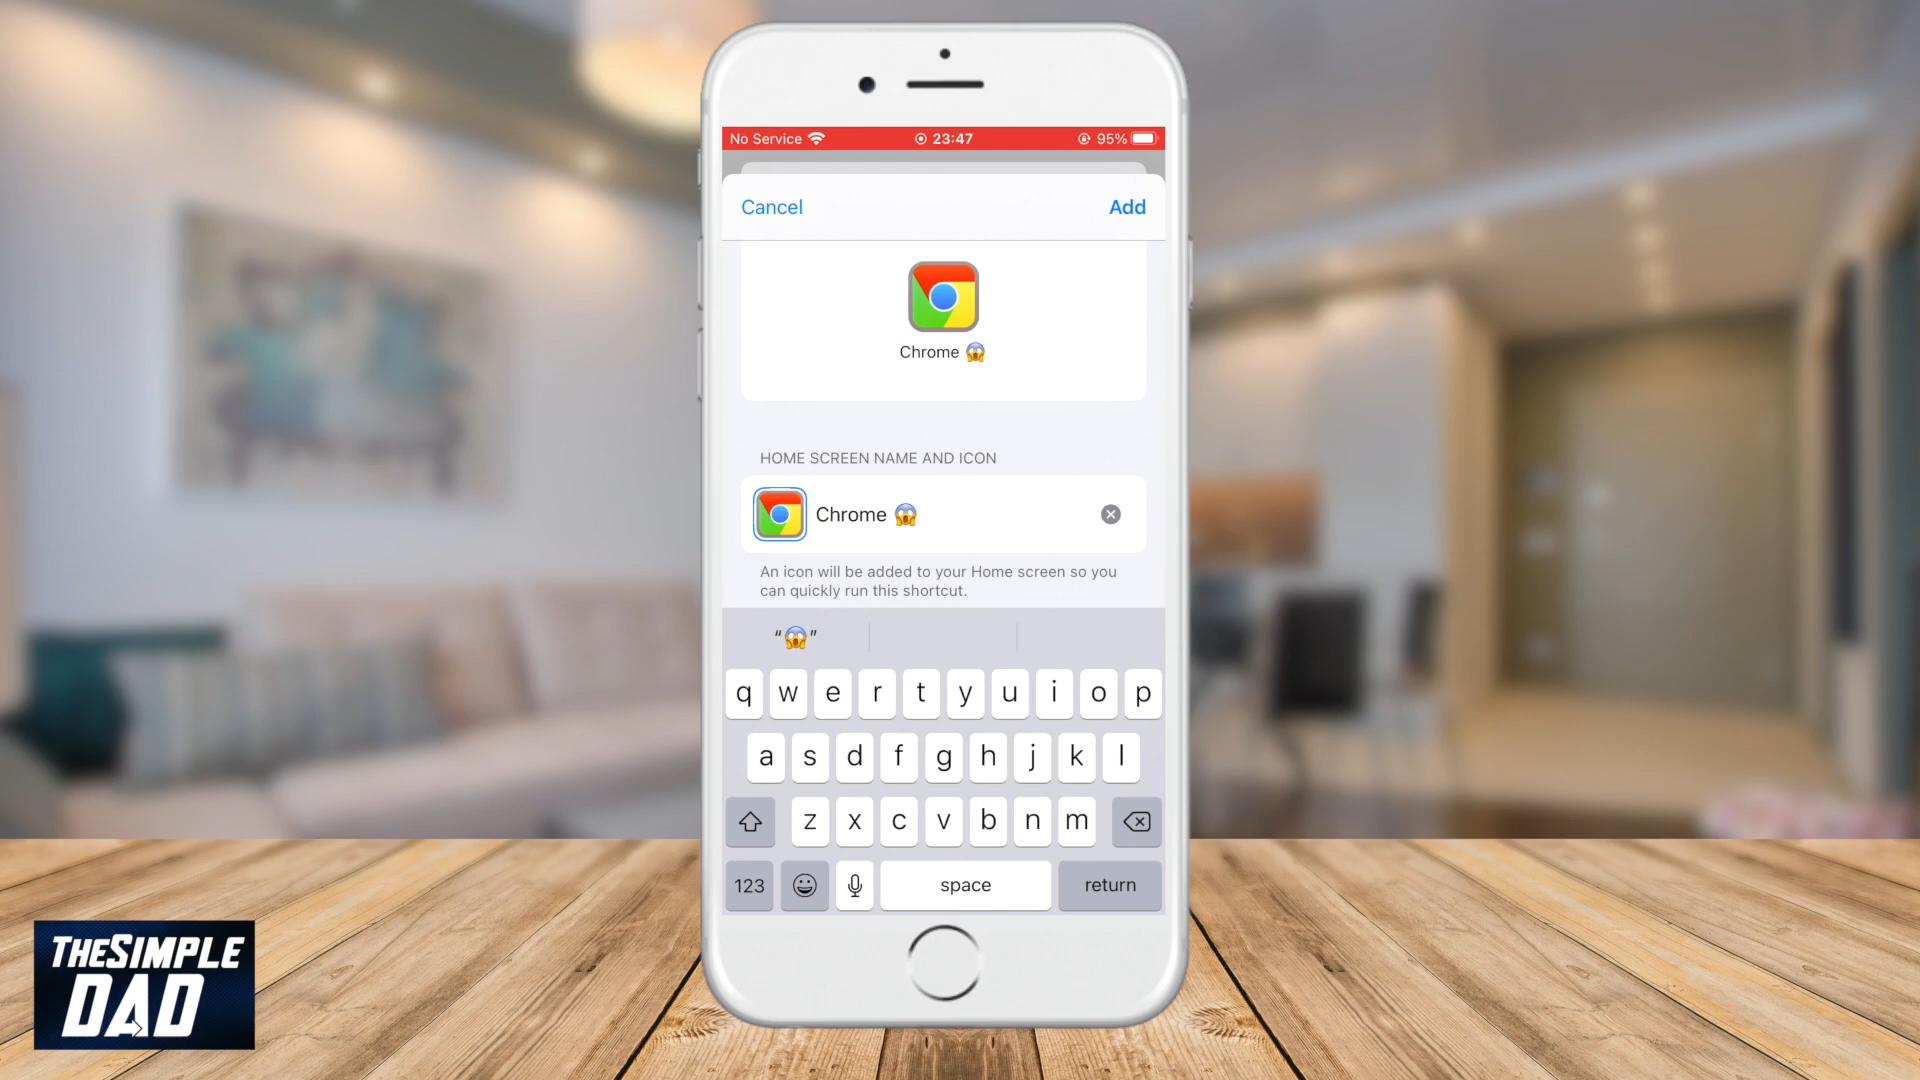 No Service 23:47 95%
Cancel Add
Chrome 😱
HOME SCREEN NAME AND ICON
Chrome 😱
An icon will be added to your Home screen so you
can quickly run this shortcut.
“😱”
q w e r t y u i o p
a s d f g h j k l
z x c v b n m
123 space return
THESIMPLE
DAD